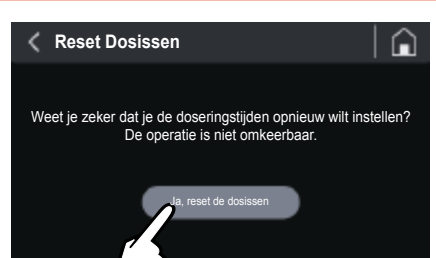 Reset Dosissen
Weet je zeker dat je de doseringstijden opnieuw wilt instellen?
De operatie is niet omkeerbaar.
Ja, reset de dosissen